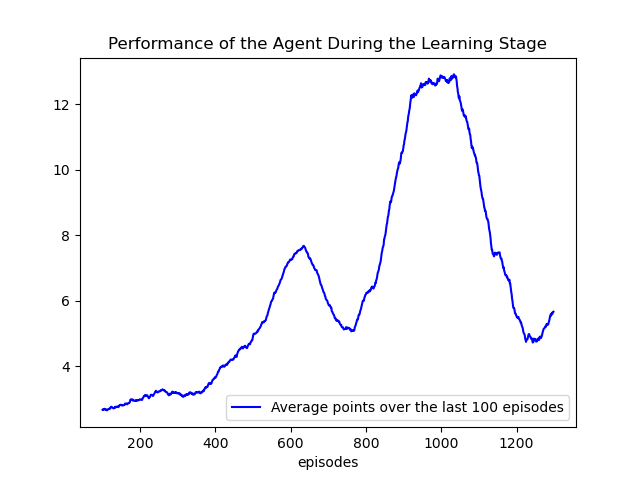 Performance of the Agent During the Learning Stage
12
10
8
6
4
Average points over the last 100 episodes
200 400 600 800 1000 1200
episodes